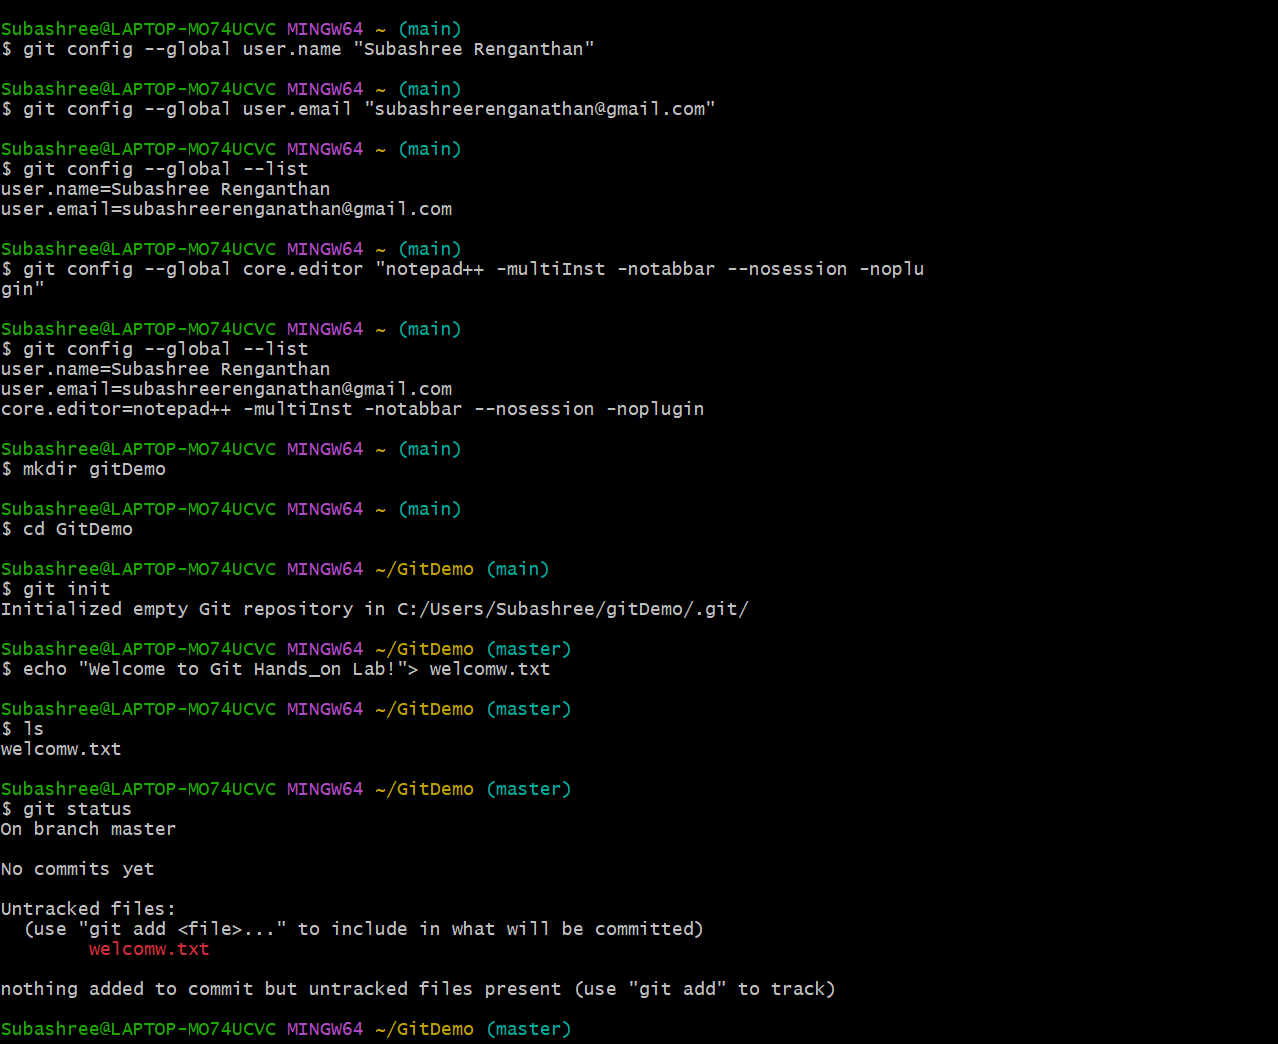 Subashree@LAPTOP-MO74UCVC MINGW64 ~ (main)
$ git config --global user.name "Subashree Renganthan"
Subashree@LAPTOP-MO74UCVC MINGW64 ~ (main)
$ git config --global user.email "subashreerenganathan@gmail.com"
Subashree@LAPTOP-MO74UCVC MINGW64 ~ (main)
$ git config --global --list
user.name=Subashree Renganthan
user.email=subashreerenganathan@gmail.com
Subashree@LAPTOP-MO74UCVC MINGW64 ~ (main)
$ git config --global core.editor "notepad++ -multiInst -notabbar --nosession -noplu
gin"
Subashree@LAPTOP-MO74UCVC MINGW64 ~ (main)
$ git config --global --list
user.name=Subashree Renganthan
user.email=subashreerenganathan@gmail.com
core.editor=notepad++ -multiInst -notabbar --nosession -noplugin
Subashree@LAPTOP-MO74UCVC MINGW64 ~ (main)
$ mkdir gitDemo
Subashree@LAPTOP-MO74UCVC MINGW64 ~ (main)
$ cd GitDemo
Subashree@LAPTOP-MO74UCVC MINGW64 ~/GitDemo (main)
$ git init
Initialized empty Git repository in C:/Users/Subashree/gitDemo/.git/
Subashree@LAPTOP-MO74UCVC MINGW64 ~/GitDemo (master)
$ echo "Welcome to Git Hands_on Lab!"> welcomw.txt
Subashree@LAPTOP-MO74UCVC MINGW64 ~/GitDemo (master)
$ ls
welcomw.txt
Subashree@LAPTOP-MO74UCVC MINGW64 ~/GitDemo (master)
$ git status
On branch master
No commits yet
Untracked files:
(use "git add <file>..." to include in what will be committed)
welcomw.txt
nothing added to commit but untracked files present (use "git add" to track)
Subashree@LAPTOP-MO74UCVC MINGW64 ~/GitDemo (master)